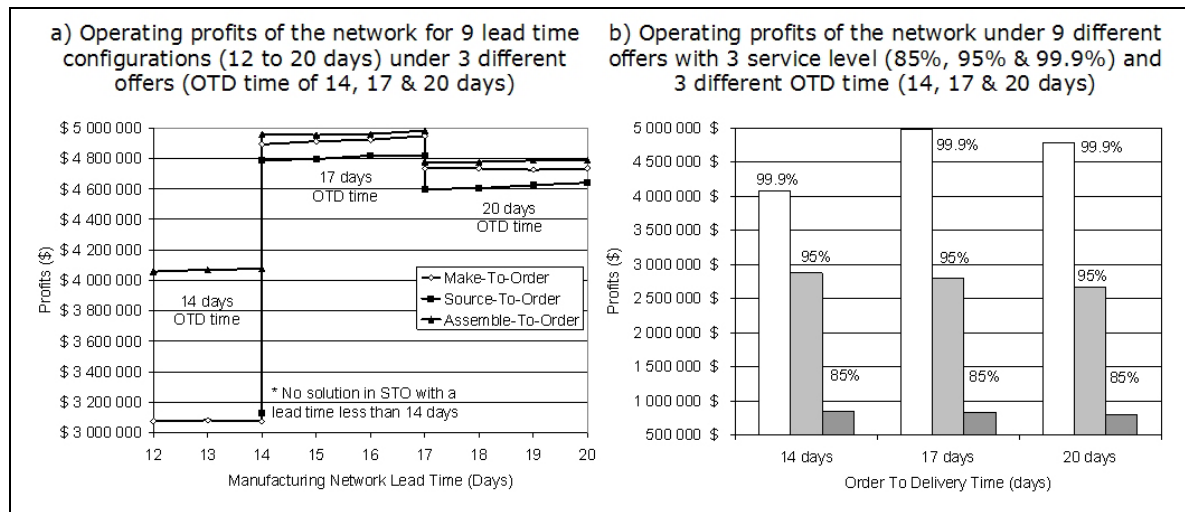 a) Operating profits of the network for 9 lead time
configurations (12 to 20 days) under 3 different
offers (OTD time of 14, 17 & 20 days)
$ 5 000 000
$ 4 800 000
$ 4 600 000
$ 4 400 000
$ 4 200 000
$ 4 000 000
$ 3 800 000
$ 3 600 000
$ 3 400 000
$ 3 200 000
$ 3 000 000
Profits ($)
17 days
OTD time
20 days
OTD time
14 days
OTD time
Make-To-Order
Source-To-Order
Assemble-To-Order
* No solution in STO with a
lead time less than 14 days
12 13 14 15 16 17 18 19 20
Manufacturing Network Lead Time (Days)
b) Operating profits of the network under 9 different
offers with 3 service level (85%, 95% & 99.9%) and
3 different OTD time (14, 17 & 20 days)
5 000 000 $
4 500 000 $
4 000 000 $
3 500 000 $
3 000 000 $
2 500 000 $
2 000 000 $
1 500 000 $
1 000 000 $
500 000 $
Profits ($)
99.9%
95%
85%
99.9%
95%
85%
99.9%
95%
85%
14 days 17 days 20 days
Order To Delivery Time (days)